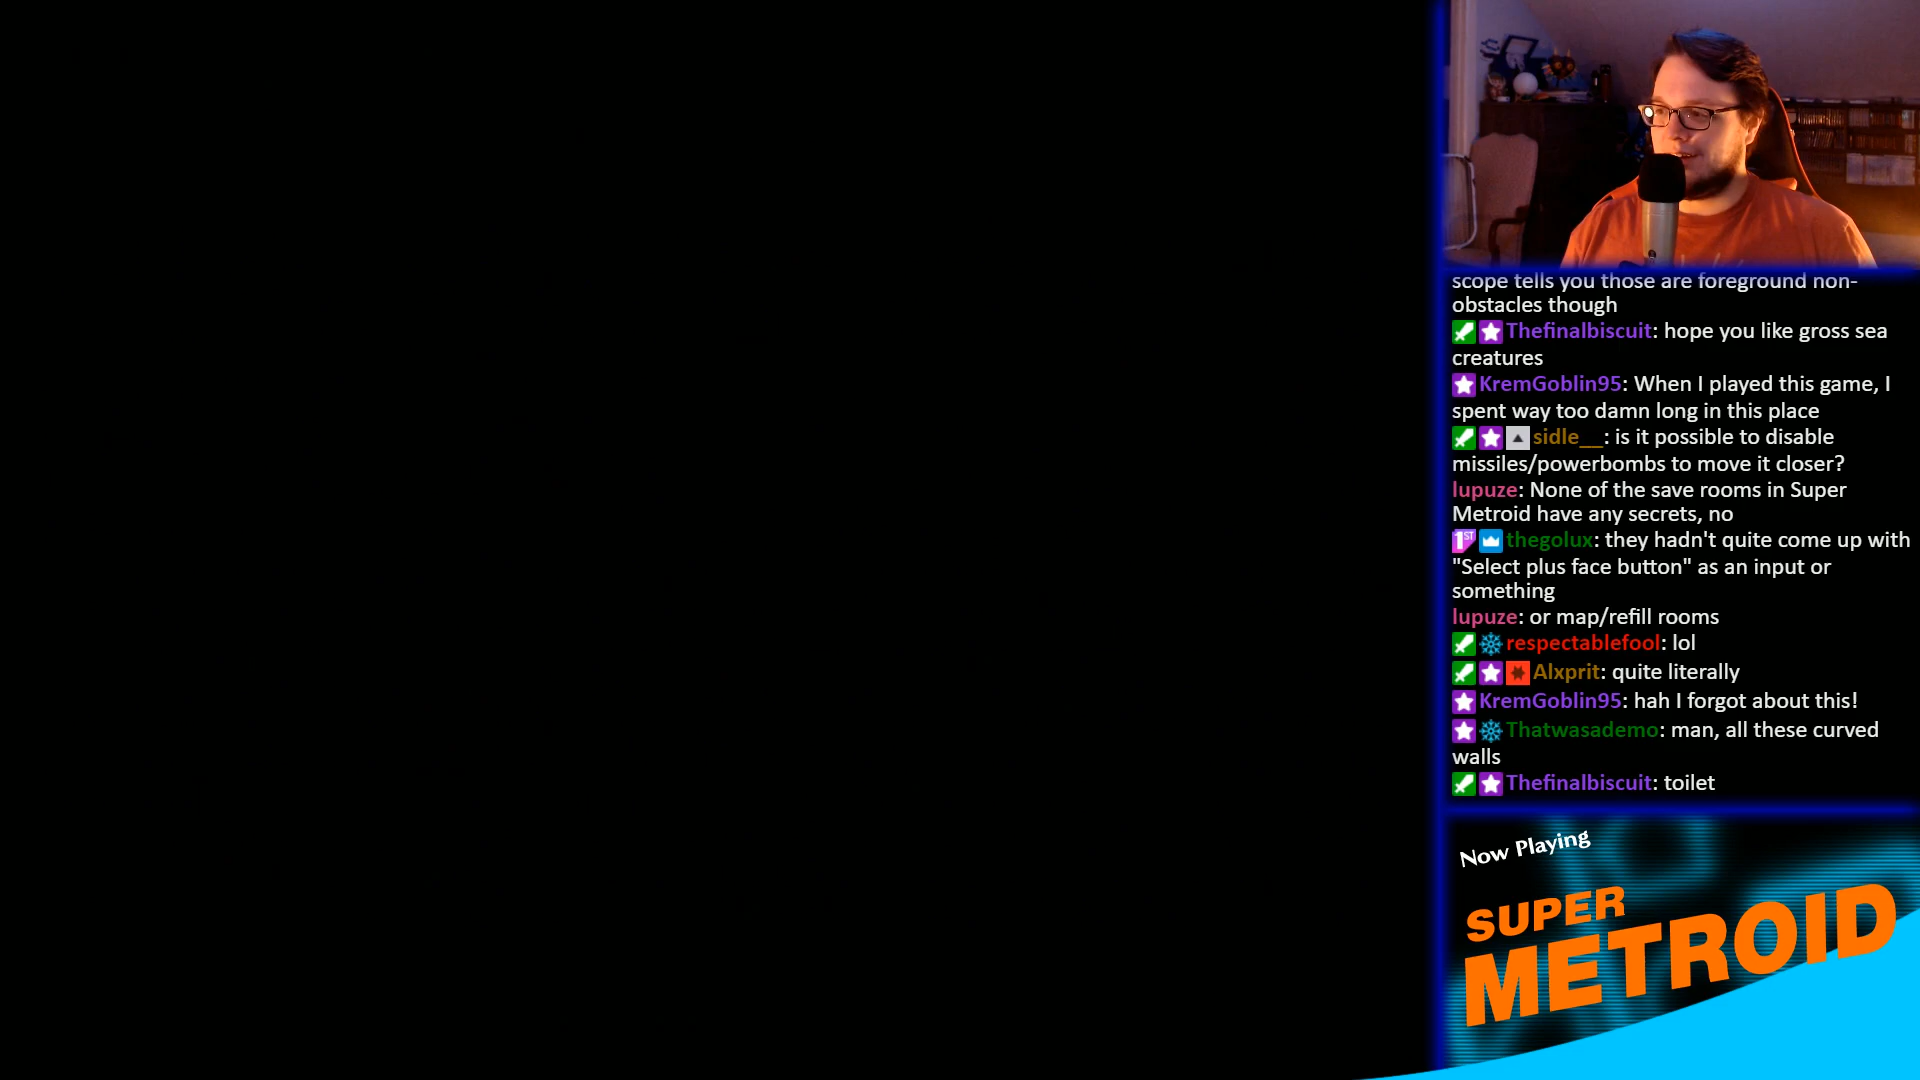 scope tells you those are foreground non-
obstacles though
Thefinalbiscuit: hope you like gross sea
creatures
KremGoblin95: When I played this game, I
spent way too damn long in this place
sidle__: is it possible to disable
missiles/powerbombs to move it closer?
lupuze: None of the save rooms in Super
Metroid have any secrets, no
1ST thegolux: they hadn't quite come up with
"Select plus face button" as an input or
something
lupuze: or map/refill rooms
respectablefool: lol
Alxprit: quite literally
KremGoblin95: hah I forgot about this!
Thatwasademo: man, all these curved
walls
Thefinalbiscuit: toilet
Now Playing
SUPER
METROID